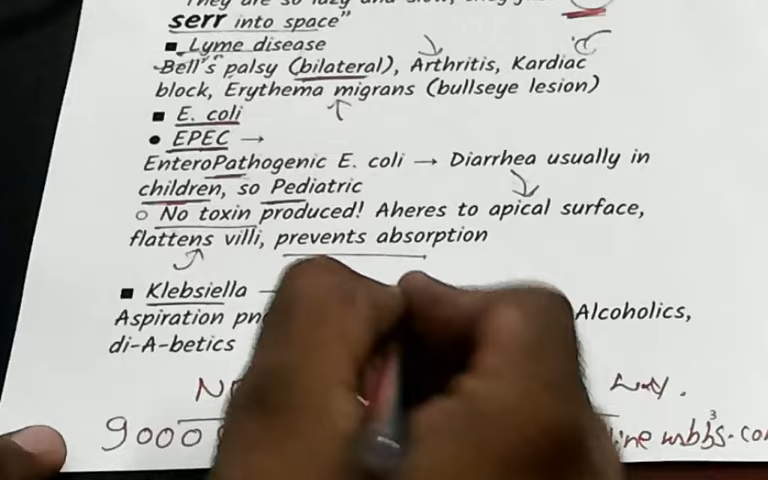 serr into space"
■ Lyme disease
Bell's palsy (bilateral), Arthritis, Kardiac
block, Erythema migrans (bullseye lesion)
■ E. coli
• EPEC →
EnteroPathogenic E. coli → Diarrhea usually in
children, so Pediatric
○ No toxin produced! Aheres to apical surface,
flattens villi, prevents absorption
■ Klebsiella
Aspiration Alcoholics,
di-A-betics
9000